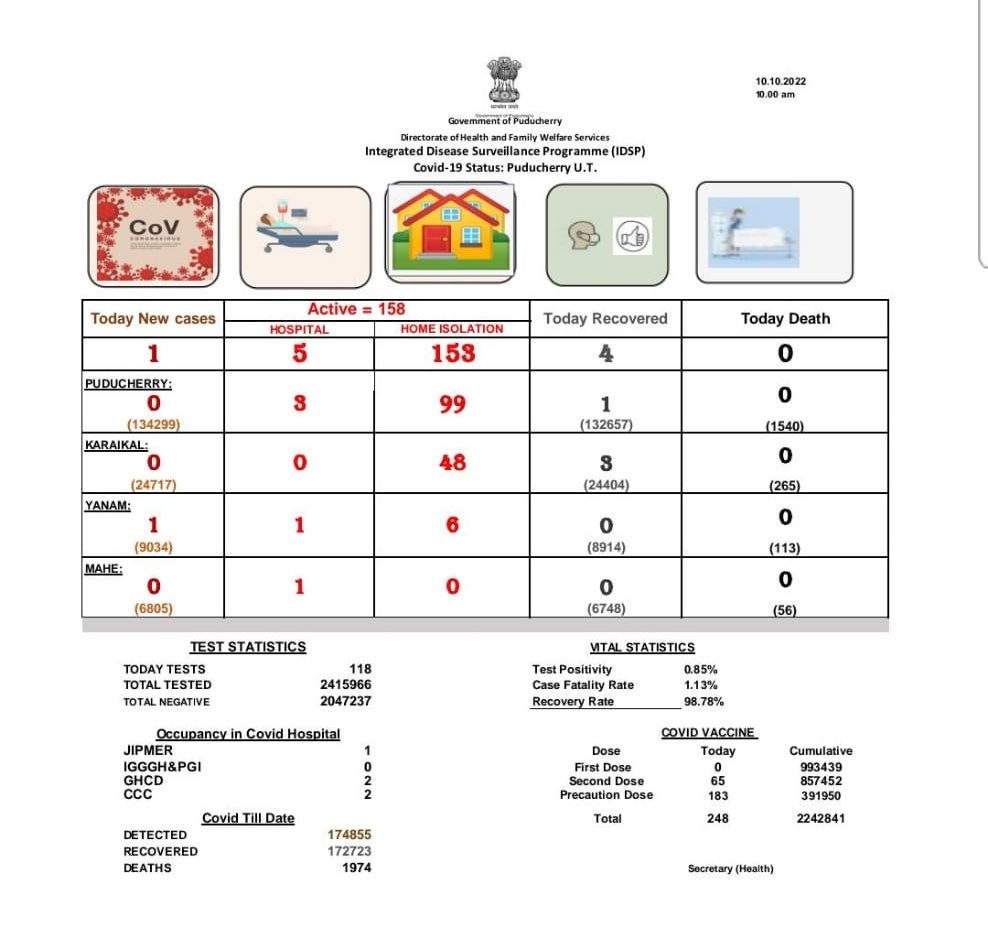 10.10.2022
10.00 am
सत्यमेव जयते
Government of Puducherry
Government of Puducherry
Directorate of Health and Family Welfare Services
Integrated Disease Surveillance Programme (IDSP)
Covid-19 Status: Puducherry U.T.
CoV
CORONAVIRUS
Today New cases
Active = 158
HOSPITAL HOME ISOLATION
Today Recovered
Today Death
1 5 153 4 0
PUDUCHERRY:
0 3 99 1 0
(134299) (132657) (1540)
KARAIKAL:
0 0 48 3 0
(24717) (24404) (265)
YANAM:
1 1 6 0 0
(9034) (8914) (113)
MAHE:
0 1 0 0 0
(6805) (6748) (56)
TEST STATISTICS
TODAY TESTS 118
TOTAL TESTED 2415966
TOTAL NEGATIVE 2047237
VITAL STATISTICS
Test Positivity 0.85%
Case Fatality Rate 1.13%
Recovery Rate 98.78%
Occupancy in Covid Hospital
JIPMER 1
IGGGH&PGI 0
GHCD 2
CCC 2
COVID VACCINE
Dose Today Cumulative
First Dose 0 993439
Second Dose 65 857452
Precaution Dose 183 391950
Total 248 2242841
Covid Till Date
DETECTED 174855
RECOVERED 172723
DEATHS 1974
Secretary (Health)